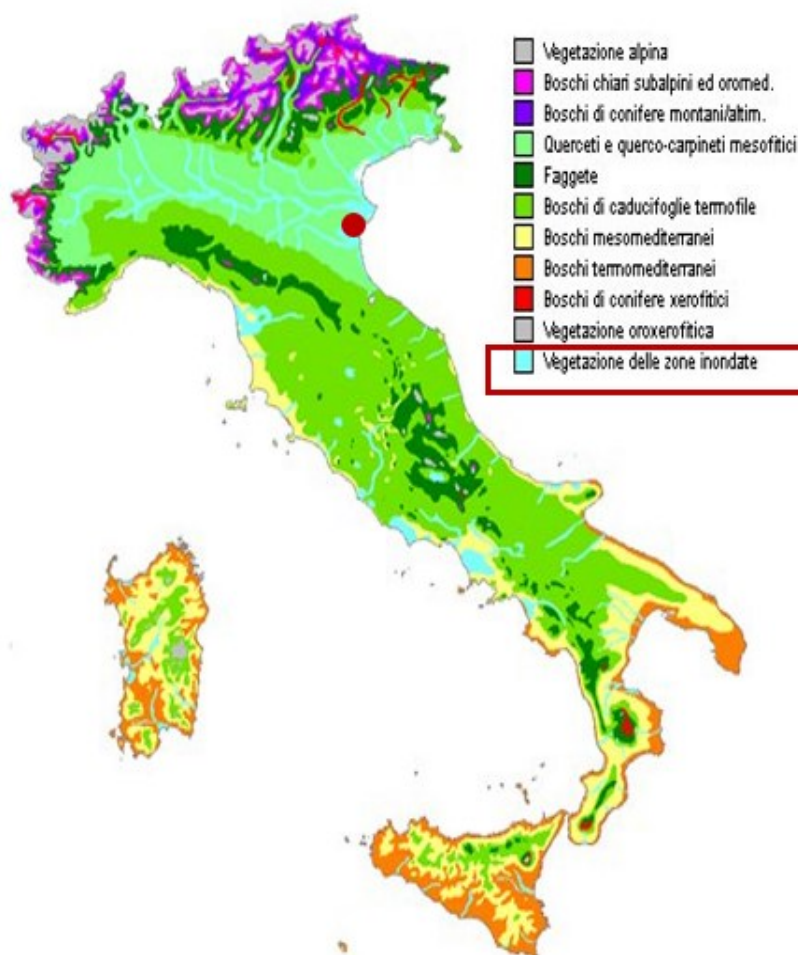 Vegetazione alpina
Boschi chiari subalpini ed oromed.
Boschi di conifere montani/altim.
Querceti e querco-carpineti mesofitici
Faggete
Boschi di caducifoglie termofile
Boschi mesomediterranei
Boschi termomediterranei
Boschi di conifere xerofitici
Vegetazione oroxerofitica
Vegetazione delle zone inondate